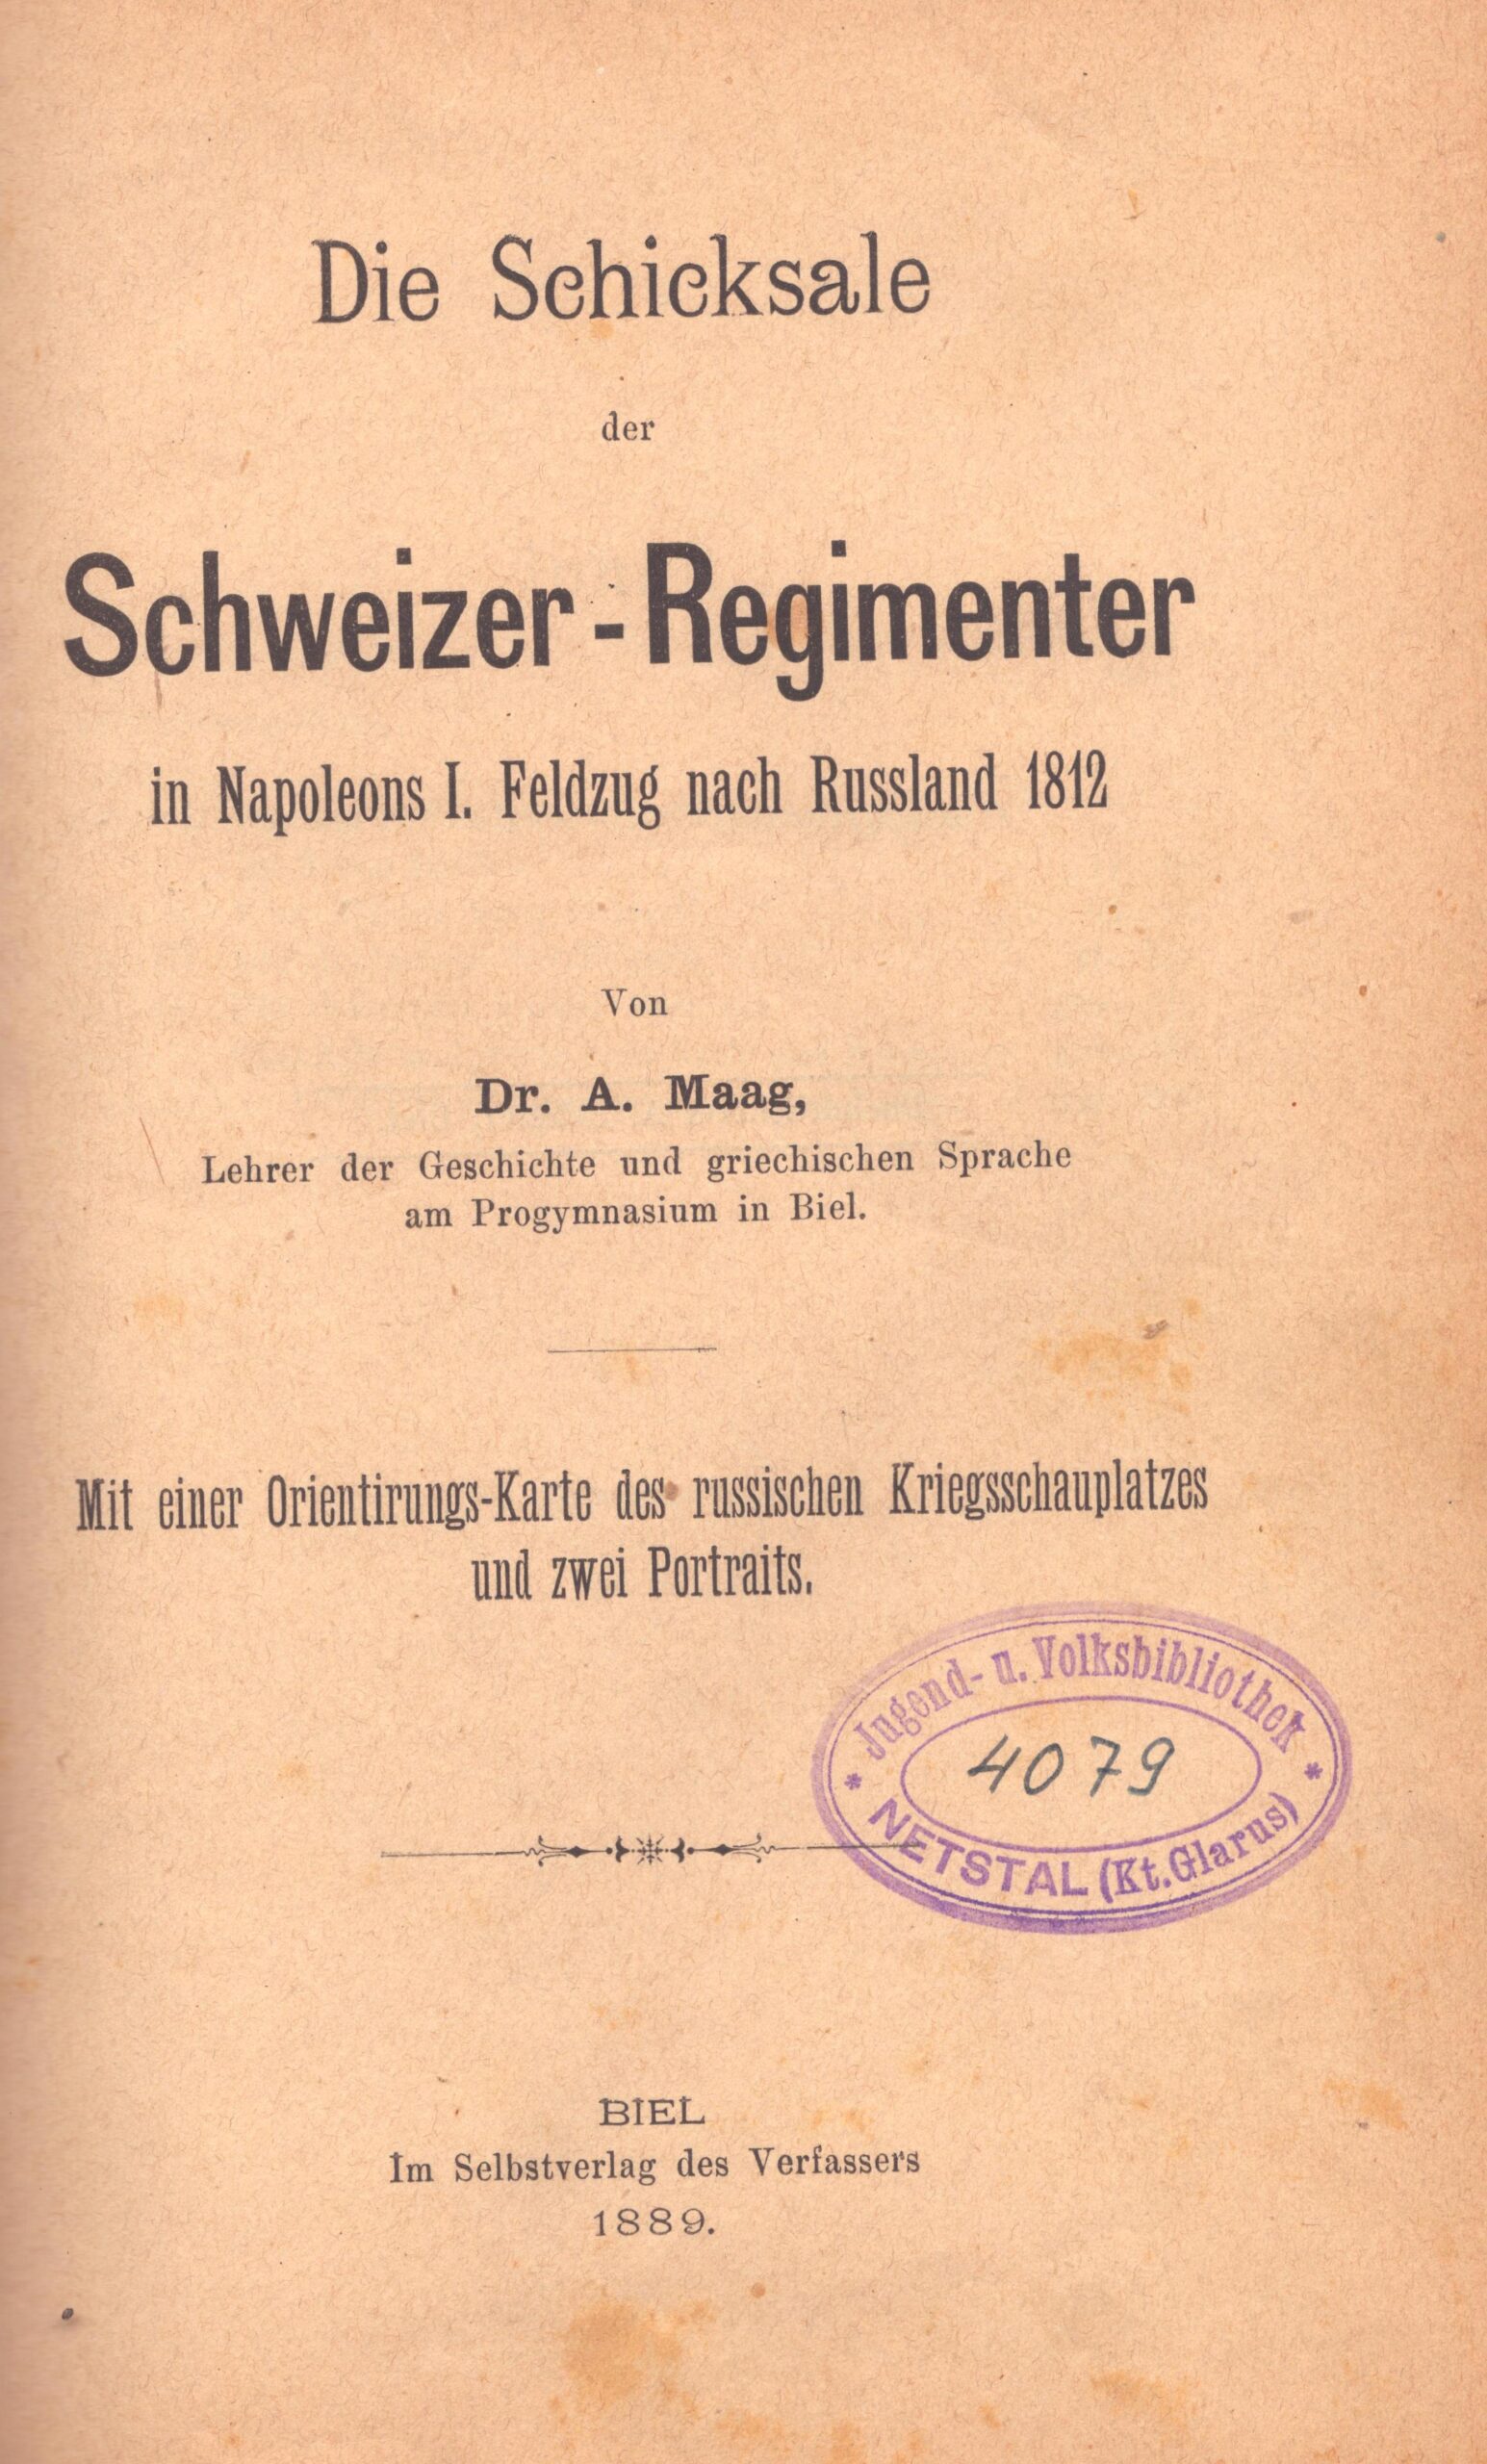 Die Schicksale
der
Schweizer-Regimenter
in Napoleons I. Feldzug nach Russland 1812
Von
Dr. A. Maag,
Lehrer der Geschichte und griechischen Sprache
am Progymnasium in Biel.
Mit einer Orientirungs-Karte des russischen Kriegsschauplatzes
und zwei Portraits.
* Jugend- u. Volksbibliothek *
4079
NETSTAL (Kt. Glarus)
BIEL
Im Selbstverlag des Verfassers
1889.